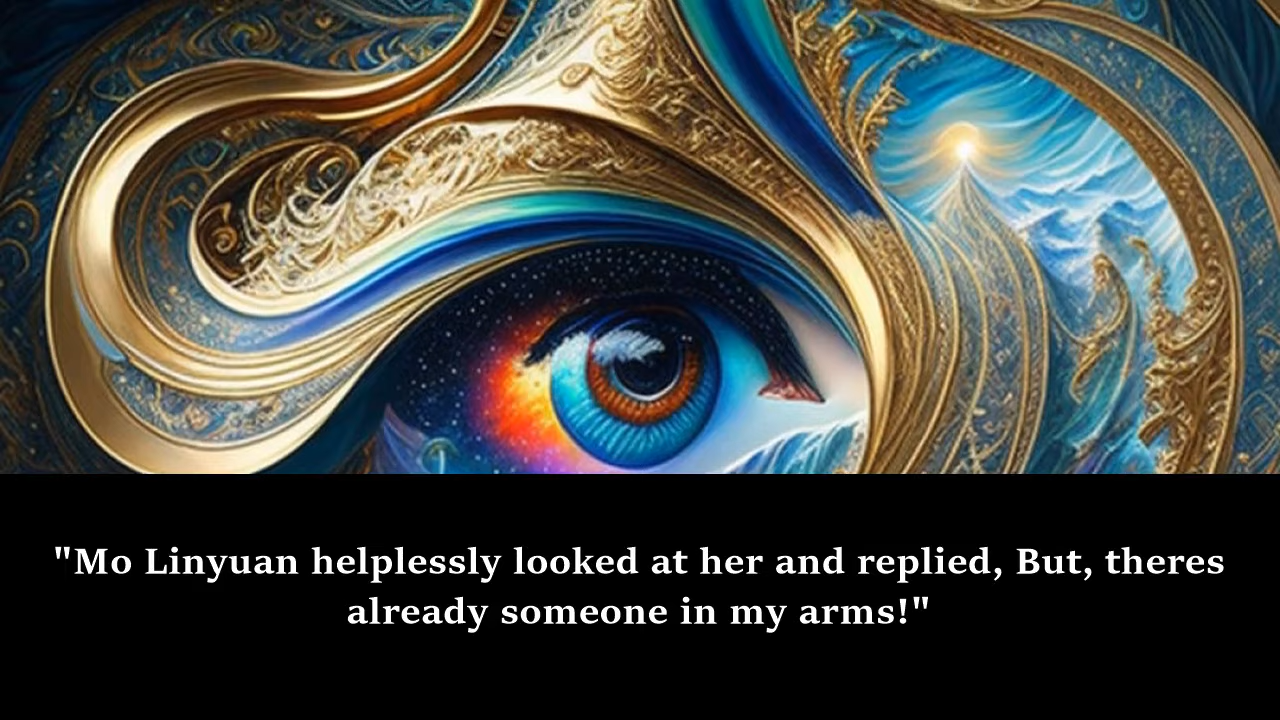 "Mo Linyuan helplessly looked at her and replied, But, theres
already someone in my arms!"